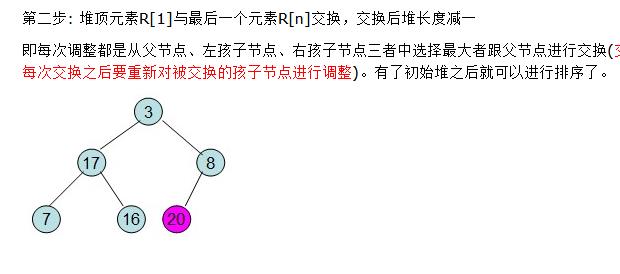 第二步: 堆顶元素R[1]与最后一个元素R[n]交换，交换后堆长度减一
即每次调整都是从父节点、左孩子节点、右孩子节点三者中选择最大者跟父节点进行交换(
每次交换之后要重新对被交换的孩子节点进行调整)。有了初始堆之后就可以进行排序了。
3
17 8
7 16 20